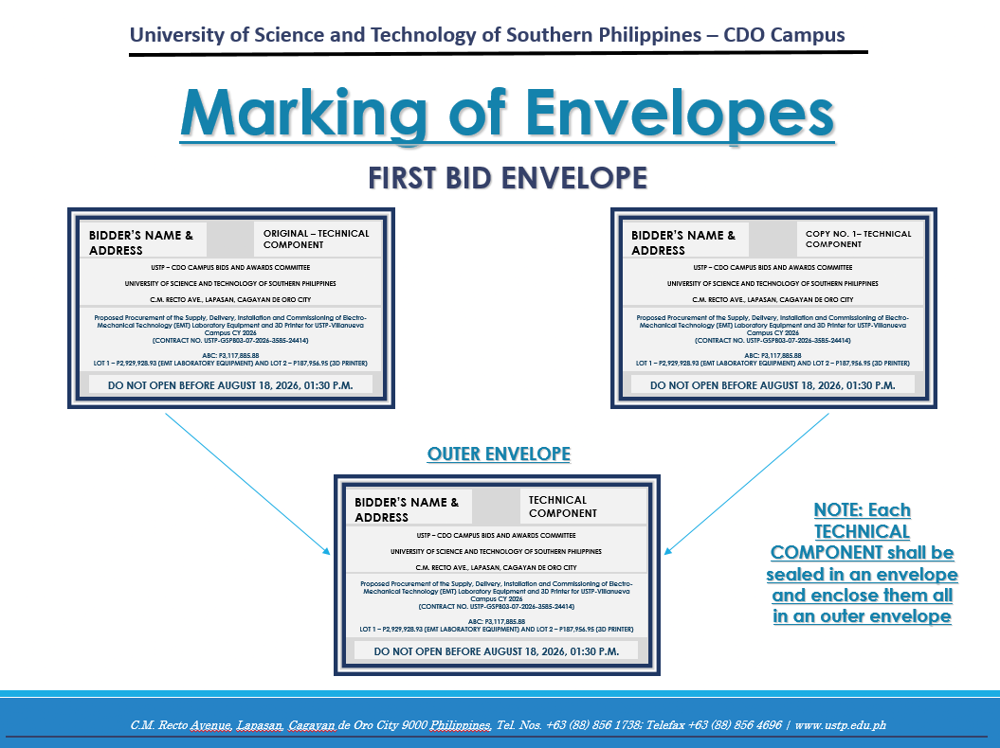 University of Science and Technology of Southern Philippines – CDO Campus
Marking of Envelopes
FIRST BID ENVELOPE
BIDDER'S NAME &
ADDRESS
ORIGINAL – TECHNICAL
COMPONENT
USTP – CDO CAMPUS BIDS AND AWARDS COMMITTEE
UNIVERSITY OF SCIENCE AND TECHNOLOGY OF SOUTHERN PHILIPPINES
C.M. RECTO AVE., LAPASAN, CAGAYAN DE ORO CITY
Proposed Procurement of the Supply, Delivery, Installation and Commissioning of Electro-
Mechanical Technology (EMT) Laboratory Equipment and 3D Printer for USTP-Villanueva
Campus CY 2026
(CONTRACT NO. USTP-GSPB03-07-2026-3585-24414)
ABC: P3,117,885.88
LOT 1 – P2,929,928.93 (EMT LABORATORY EQUIPMENT) AND LOT 2 – P187,956.95 (3D PRINTER)
DO NOT OPEN BEFORE AUGUST 18, 2026, 01:30 P.M.
BIDDER'S NAME &
ADDRESS
COPY NO. 1– TECHNICAL
COMPONENT
USTP – CDO CAMPUS BIDS AND AWARDS COMMITTEE
UNIVERSITY OF SCIENCE AND TECHNOLOGY OF SOUTHERN PHILIPPINES
C.M. RECTO AVE., LAPASAN, CAGAYAN DE ORO CITY
Proposed Procurement of the Supply, Delivery, Installation and Commissioning of Electro-
Mechanical Technology (EMT) Laboratory Equipment and 3D Printer for USTP-Villanueva
Campus CY 2026
(CONTRACT NO. USTP-GSPB03-07-2026-3585-24414)
ABC: P3,117,885.88
LOT 1 – P2,929,928.93 (EMT LABORATORY EQUIPMENT) AND LOT 2 – P187,956.95 (3D PRINTER)
DO NOT OPEN BEFORE AUGUST 18, 2026, 01:30 P.M.
OUTER ENVELOPE
BIDDER'S NAME &
ADDRESS
TECHNICAL
COMPONENT
USTP – CDO CAMPUS BIDS AND AWARDS COMMITTEE
UNIVERSITY OF SCIENCE AND TECHNOLOGY OF SOUTHERN PHILIPPINES
C.M. RECTO AVE., LAPASAN, CAGAYAN DE ORO CITY
Proposed Procurement of the Supply, Delivery, Installation and Commissioning of Electro-
Mechanical Technology (EMT) Laboratory Equipment and 3D Printer for USTP-Villanueva
Campus CY 2026
(CONTRACT NO. USTP-GSPB03-07-2026-3585-24414)
ABC: P3,117,885.88
LOT 1 – P2,929,928.93 (EMT LABORATORY EQUIPMENT) AND LOT 2 – P187,956.95 (3D PRINTER)
DO NOT OPEN BEFORE AUGUST 18, 2026, 01:30 P.M.
NOTE: Each
TECHNICAL
COMPONENT shall be
sealed in an envelope
and enclose them all
in an outer envelope
C.M. Recto Avenue, Lapasan, Cagayan de Oro City 9000 Philippines, Tel. Nos. +63 (88) 856 1738; Telefax +63 (88) 856 4696 | www.ustp.edu.ph